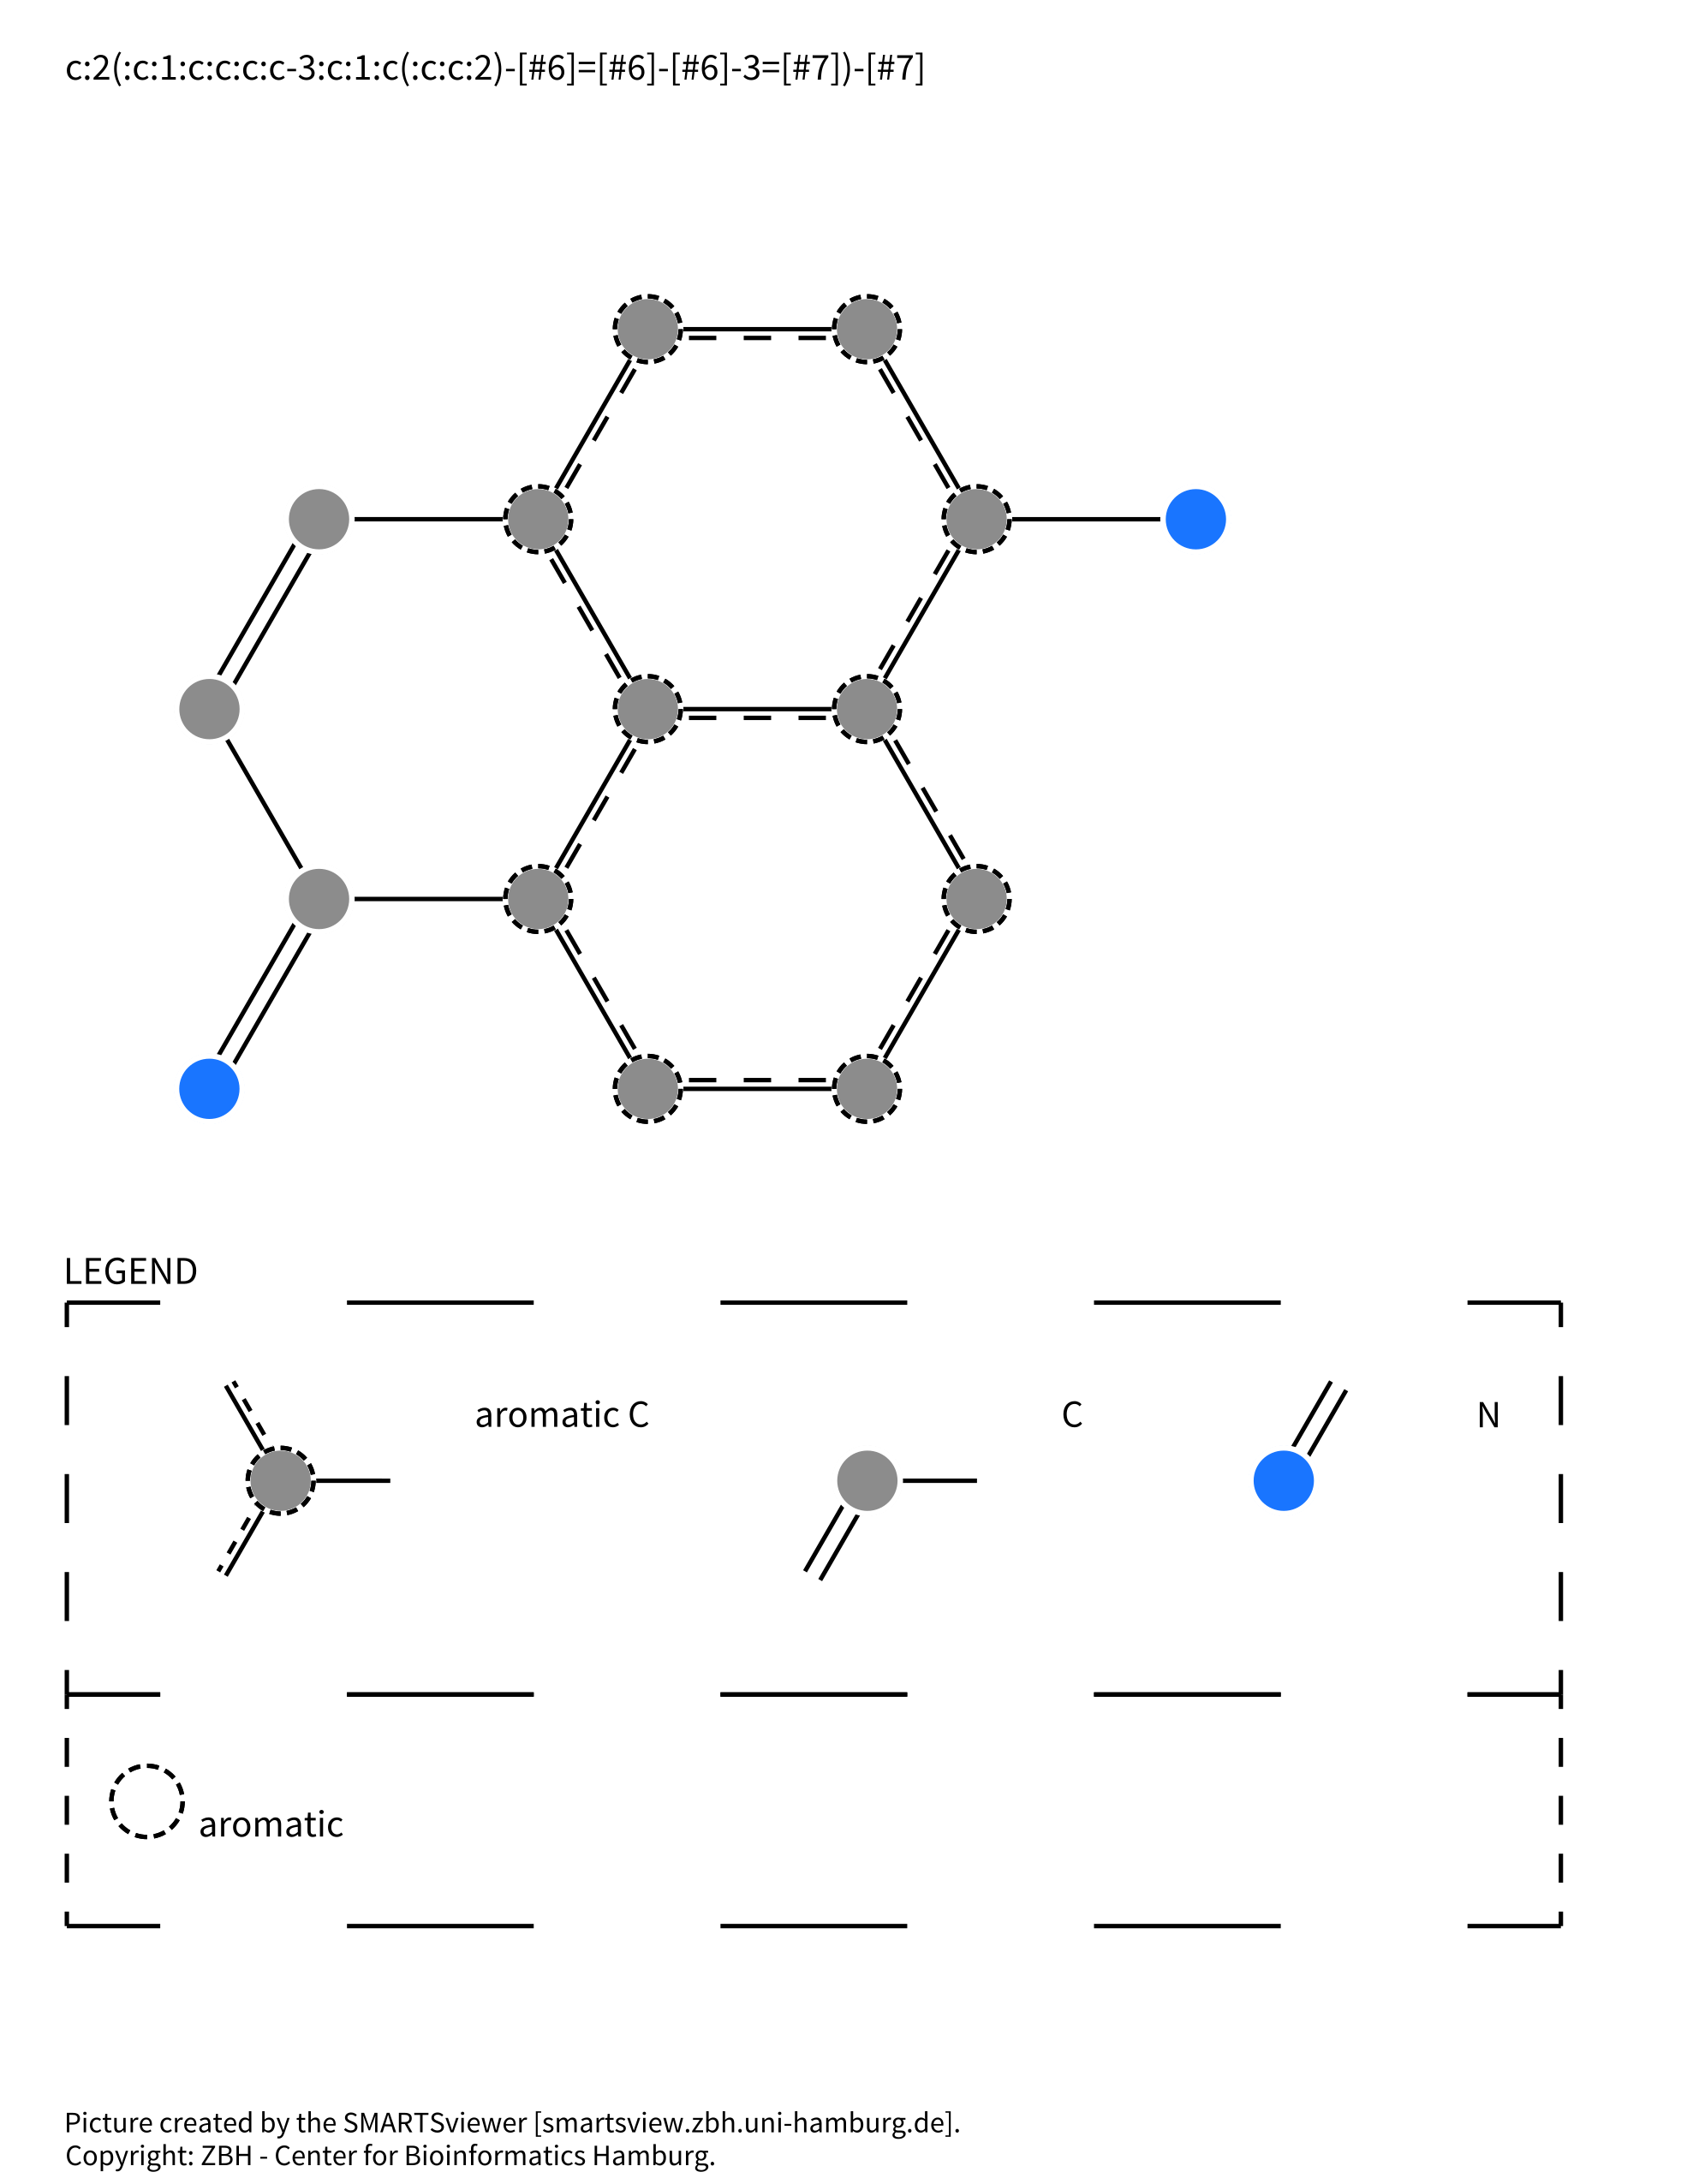 c:2(:c:1:c:c:c:c-3:c:1:c(:c:c:2)-[#6]=[#6]-[#6]-3=[#7])-[#7]
LEGEND
aromatic C
C
N
aromatic
Picture created by the SMARTSviewer [smartsview.zbh.uni-hamburg.de].
Copyright: ZBH - Center for Bioinformatics Hamburg.